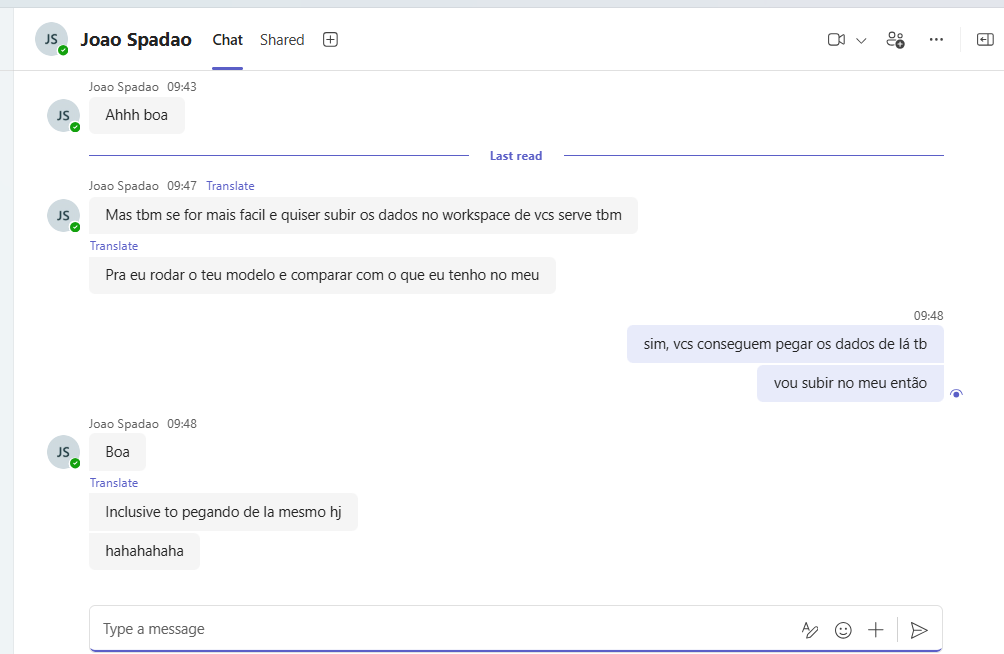 JS Joao Spadao Chat Shared
Joao Spadao 09:43
JS Ahhh boa
Last read
Joao Spadao 09:47 Translate
JS Mas tbm se for mais facil e quiser subir os dados no workspace de vcs serve tbm
Translate
Pra eu rodar o teu modelo e comparar com o que eu tenho no meu
09:48
sim, vcs conseguem pegar os dados de lá tb
vou subir no meu então
Joao Spadao 09:48
JS Boa
Translate
Inclusive to pegando de la mesmo hj
hahahahaha
Type a message